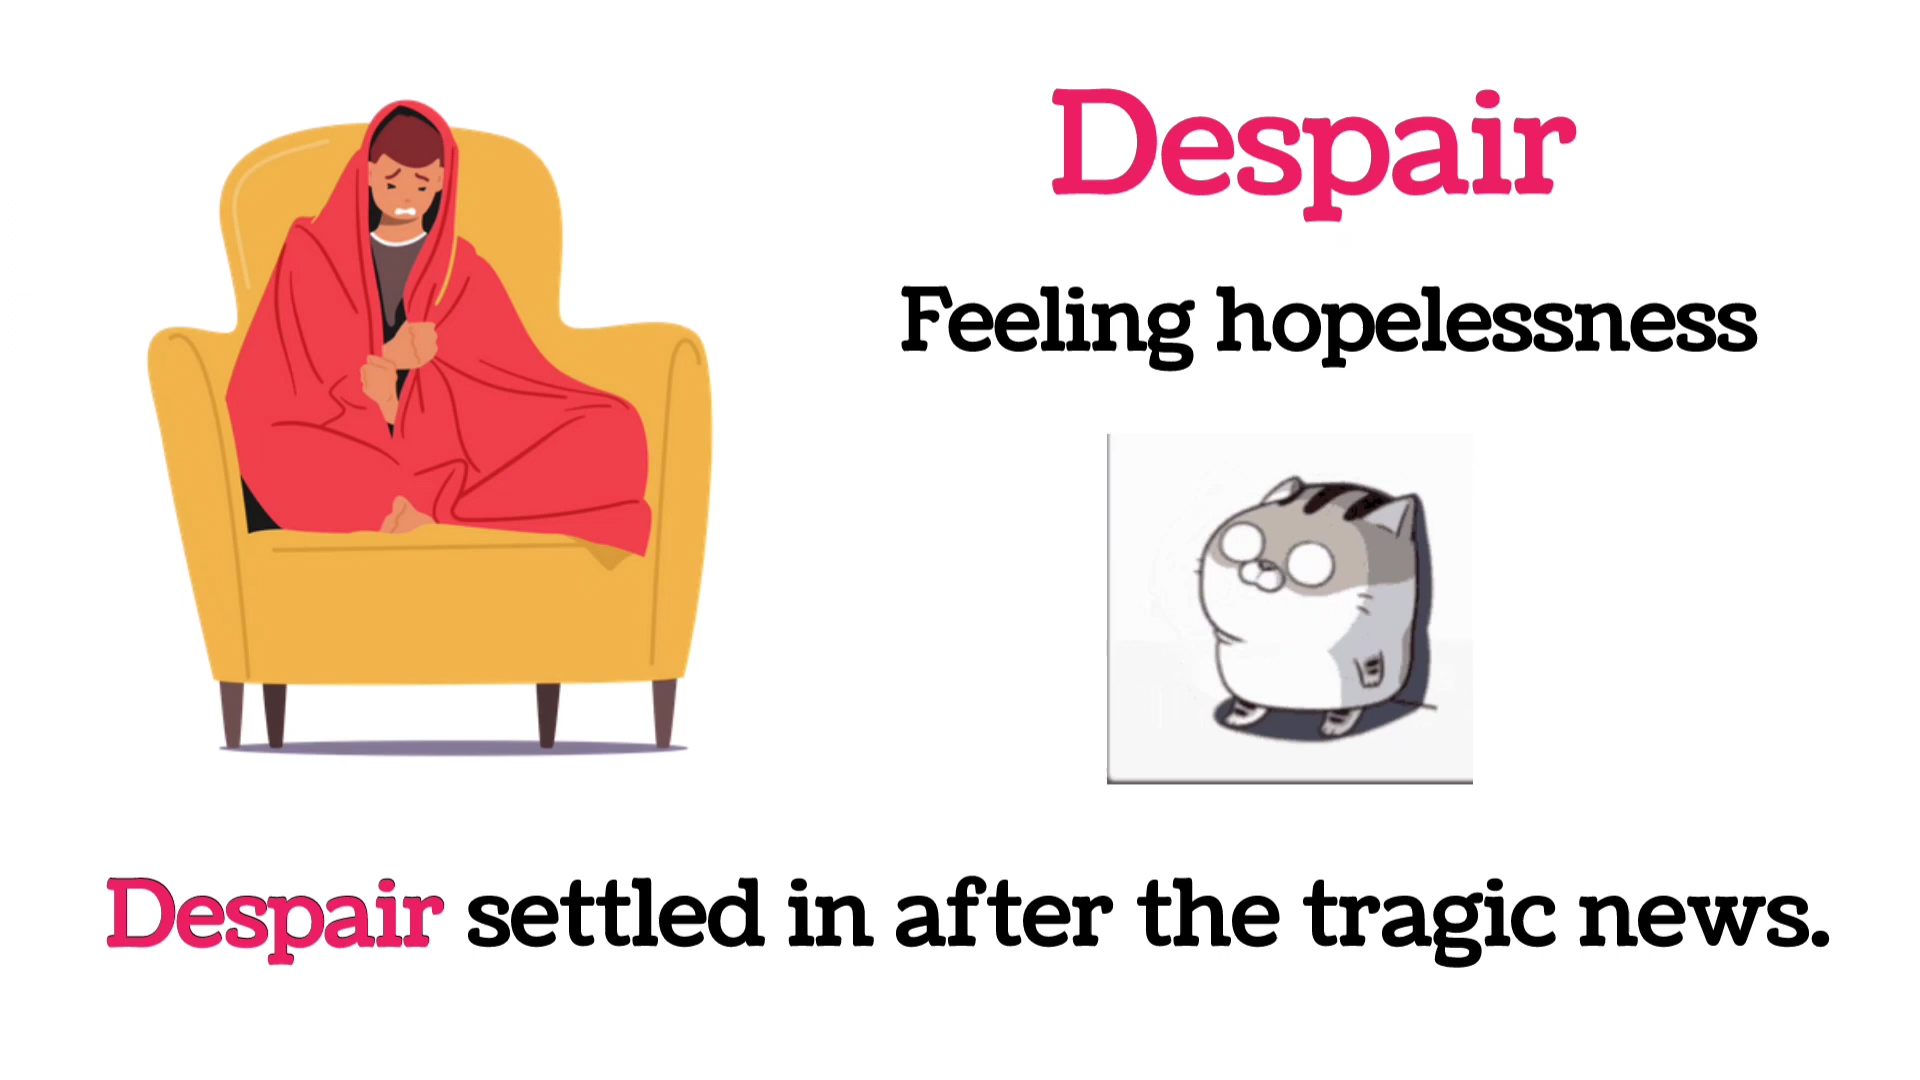 Despair
Feeling hopelessness
Despair settled in after the tragic news.